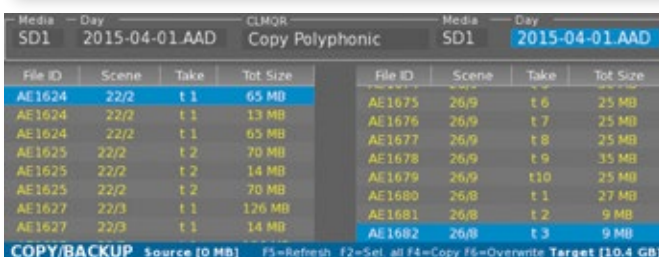 Media Day CLMQR Media Day
SD1 2015-04-01.AAD Copy Polyphonic SD1 2015-04-01.AAD
File ID Scene Take Tot Size File ID Scene Take Tot Size
AE1624 22/2 t 1 65 MB AE1675 26/9 t 6 25 MB
AE1624 22/2 t 1 13 MB AE1676 26/9 t 7 25 MB
AE1624 22/2 t 1 65 MB AE1677 26/9 t 8 25 MB
AE1625 22/2 t 2 70 MB AE1678 26/9 t 9 35 MB
AE1625 22/2 t 2 14 MB AE1679 26/9 t10 25 MB
AE1625 22/2 t 2 70 MB AE1680 26/8 t 1 27 MB
AE1627 22/3 t 1 126 MB AE1681 26/8 t 2 9 MB
AE1627 22/3 t 1 14 MB AE1682 26/8 t 3 9 MB
COPY/BACKUP Source [0 MB] F5=Refresh F2=Sel. all F4=Copy F6=Overwrite Target [10.4 GB]